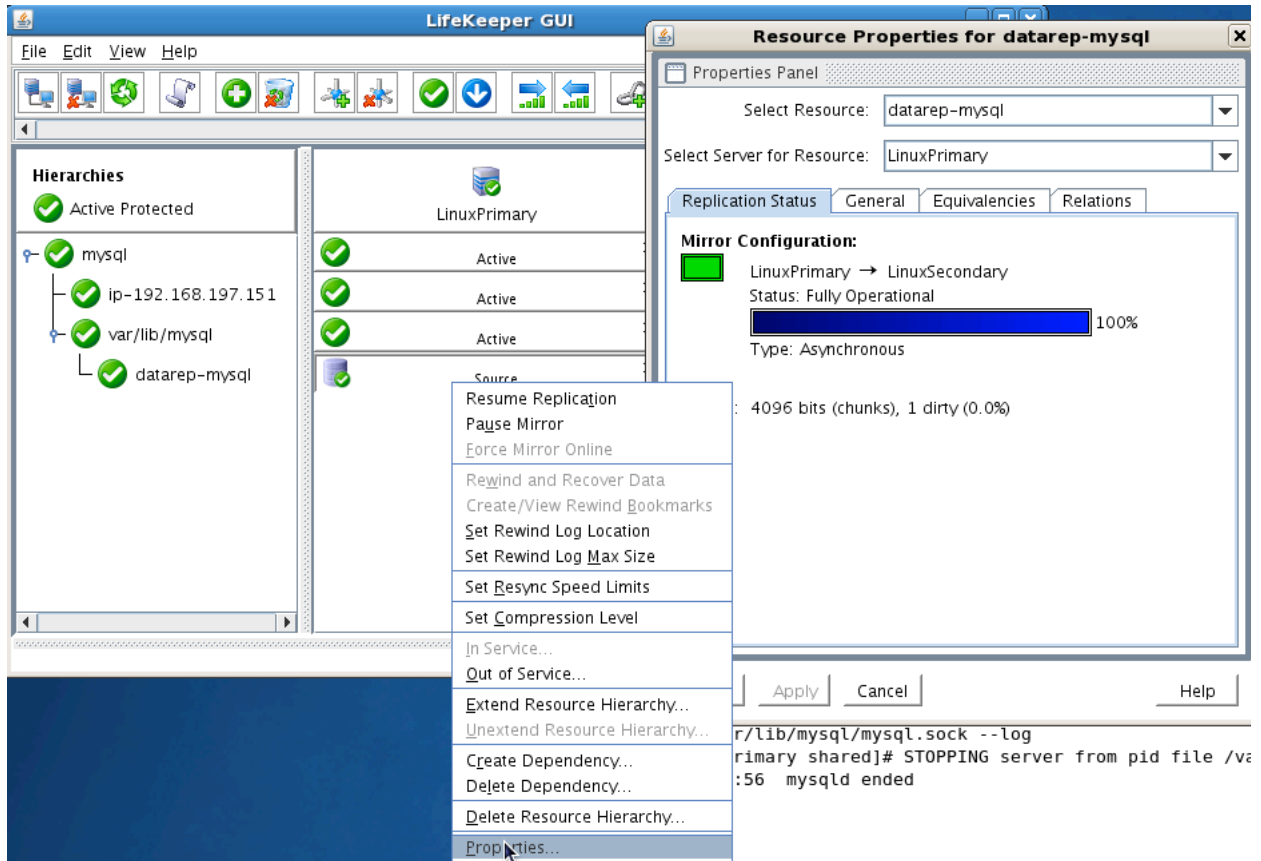 LifeKeeper GUI
File Edit View Help
Hierarchies
Active Protected
mysql
ip-192.168.197.151
var/lib/mysql
datarep-mysql
LinuxPrimary
Active
Active
Active
Source
Resource Properties for datarep-mysql
Properties Panel
Select Resource: datarep-mysql
Select Server for Resource: LinuxPrimary
Replication Status General Equivalencies Relations
Mirror Configuration:
LinuxPrimary → LinuxSecondary
Status: Fully Operational
100%
Type: Asynchronous
: 4096 bits (chunks), 1 dirty (0.0%)
Resume Replication
Pause Mirror
Force Mirror Online
Rewind and Recover Data
Create/View Rewind Bookmarks
Set Rewind Log Location
Set Rewind Log Max Size
Set Resync Speed Limits
Set Compression Level
In Service...
Out of Service...
Extend Resource Hierarchy...
Unextend Resource Hierarchy...
Create Dependency...
Delete Dependency...
Delete Resource Hierarchy...
Properties...
Apply Cancel Help
r/lib/mysql/mysql.sock --log
rimary shared]# STOPPING server from pid file /va
:56 mysqld ended